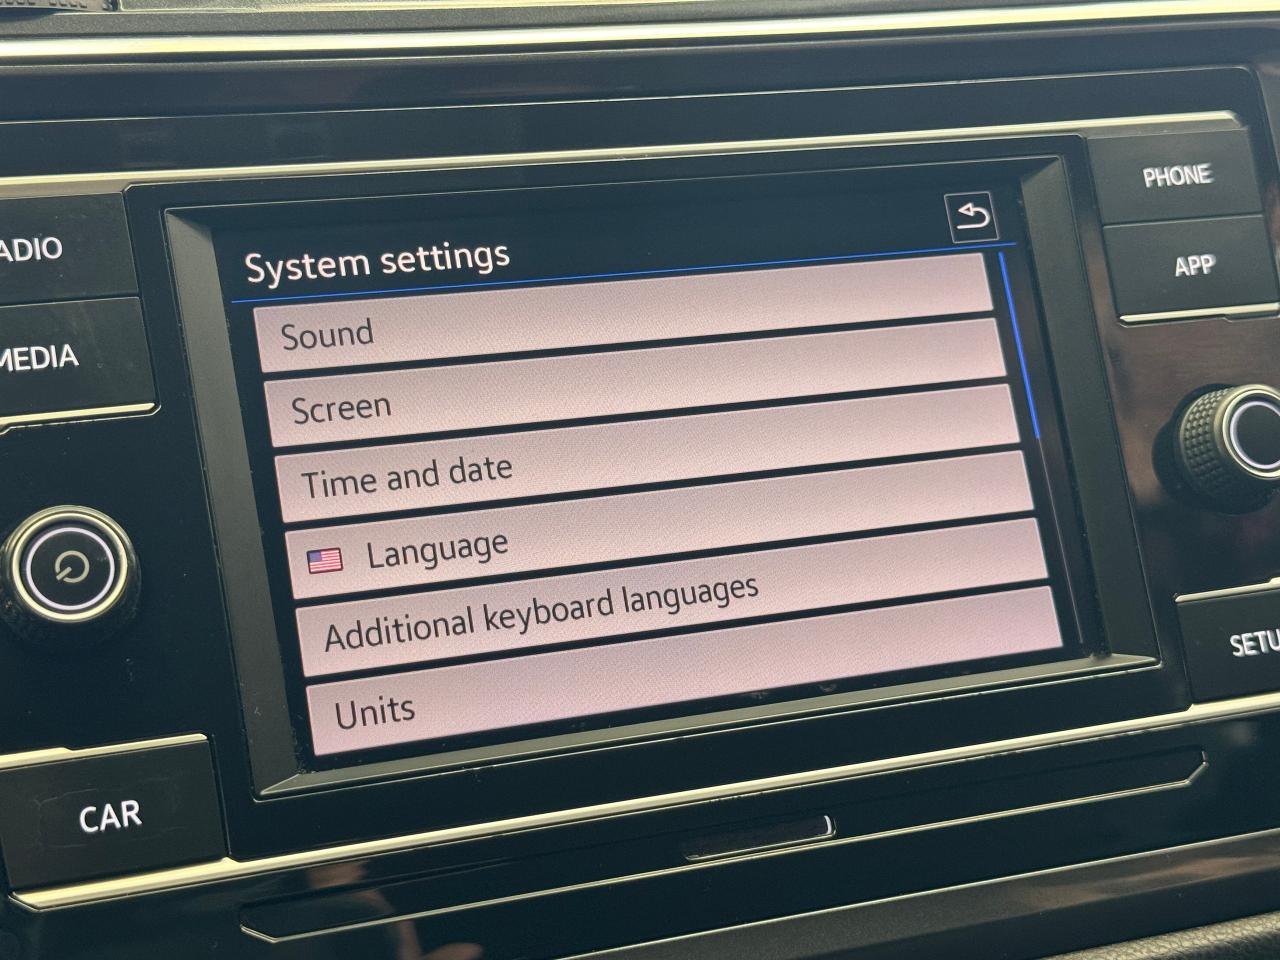 System settings
Sound
Screen
Time and date
Language
Additional keyboard languages
Units
ADIO
MEDIA
CAR
PHONE
APP
SETU